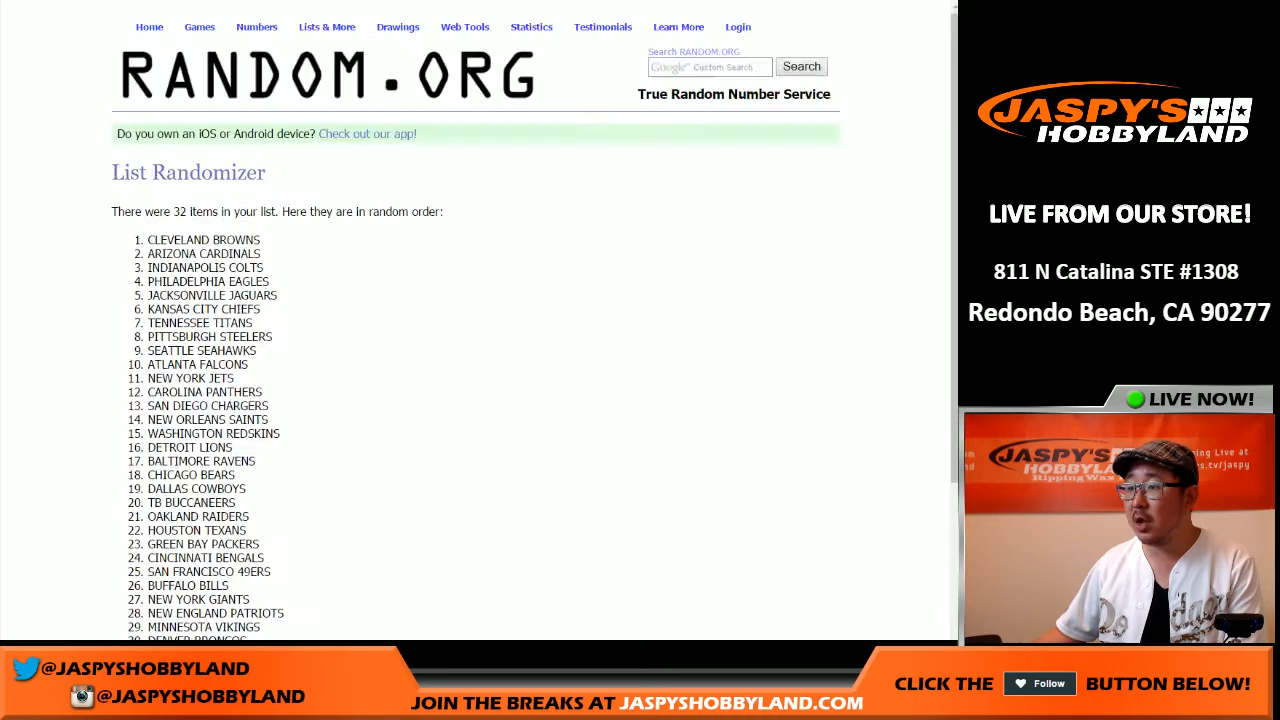 Home Games Numbers Lists & More Drawings Web Tools Statistics Testimonials Learn More Login
RANDOM.ORG
Search RANDOM.ORG
Google™ Custom Search
Search
True Random Number Service
Do you own an iOS or Android device? Check out our app!
List Randomizer
There were 32 items in your list. Here they are in random order:
1. CLEVELAND BROWNS
2. ARIZONA CARDINALS
3. INDIANAPOLIS COLTS
4. PHILADELPHIA EAGLES
5. JACKSONVILLE JAGUARS
6. KANSAS CITY CHIEFS
7. TENNESSEE TITANS
8. PITTSBURGH STEELERS
9. SEATTLE SEAHAWKS
10. ATLANTA FALCONS
11. NEW YORK JETS
12. CAROLINA PANTHERS
13. SAN DIEGO CHARGERS
14. NEW ORLEANS SAINTS
15. WASHINGTON REDSKINS
16. DETROIT LIONS
17. BALTIMORE RAVENS
18. CHICAGO BEARS
19. DALLAS COWBOYS
20. TB BUCCANEERS
21. OAKLAND RAIDERS
22. HOUSTON TEXANS
23. GREEN BAY PACKERS
24. CINCINNATI BENGALS
25. SAN FRANCISCO 49ERS
26. BUFFALO BILLS
27. NEW YORK GIANTS
28. NEW ENGLAND PATRIOTS
29. MINNESOTA VIKINGS
JASPY'S
HOBBYLAND
LIVE FROM OUR STORE!
811 N Catalina STE #1308
Redondo Beach, CA 90277
LIVE NOW!
JASPY'S
HOBBYLAND
Ripping Wax
ing Live at
s.tv/jaspy
@JASPYSHOBBYLAND
@JASPYSHOBBYLAND
JOIN THE BREAKS AT JASPYSHOBBYLAND.COM
CLICK THE Follow BUTTON BELOW!